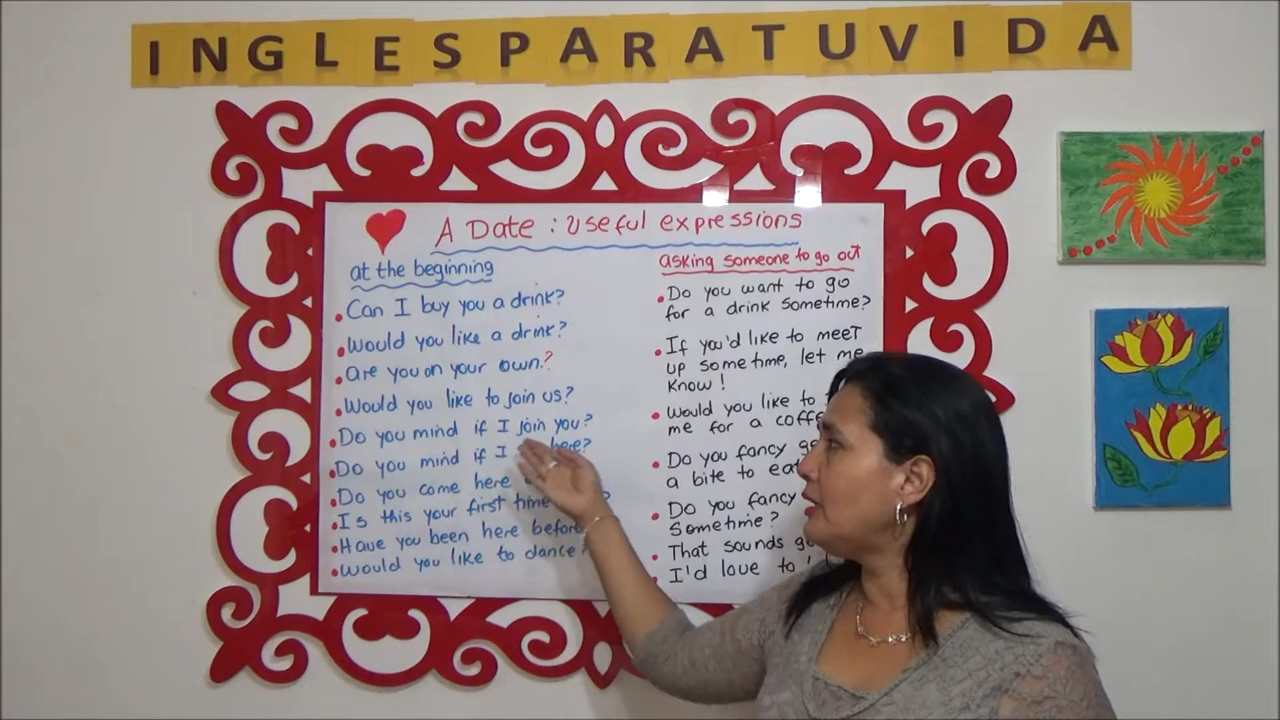 INGLESPARATUVIDA
A Date : Useful expressions
at the beginning
Can I buy you a drink?
Would you like a drink?
are you on your own.?
Would you like to join us?
Do you mind if I join you?
Do you mind if I here?
Do you come here
Is this your first time ?
Have you been here before
would you like to dance?
asking someone to go out
Do you want to go
for a drink sometime?
If you'd like to meet
up sometime, let me
know!
Would you like to
me for a coffe
Do you fancy
a bite to eat
Do you fancy
Sometime?
That sounds
I'd love to